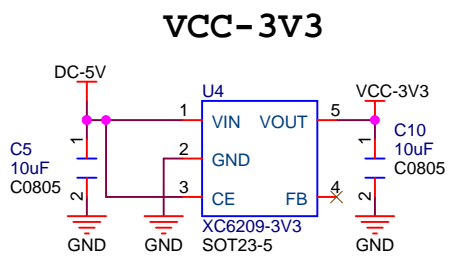 VCC-3V3
DC-5V
U4
VCC-3V3
1
VIN
VOUT
5
C5
10uF
C0805
1
2
GND
C10
10uF
C0805
1
2
3
CE
FB
4
2
XC6209-3V3
SOT23-5
GND
GND
GND